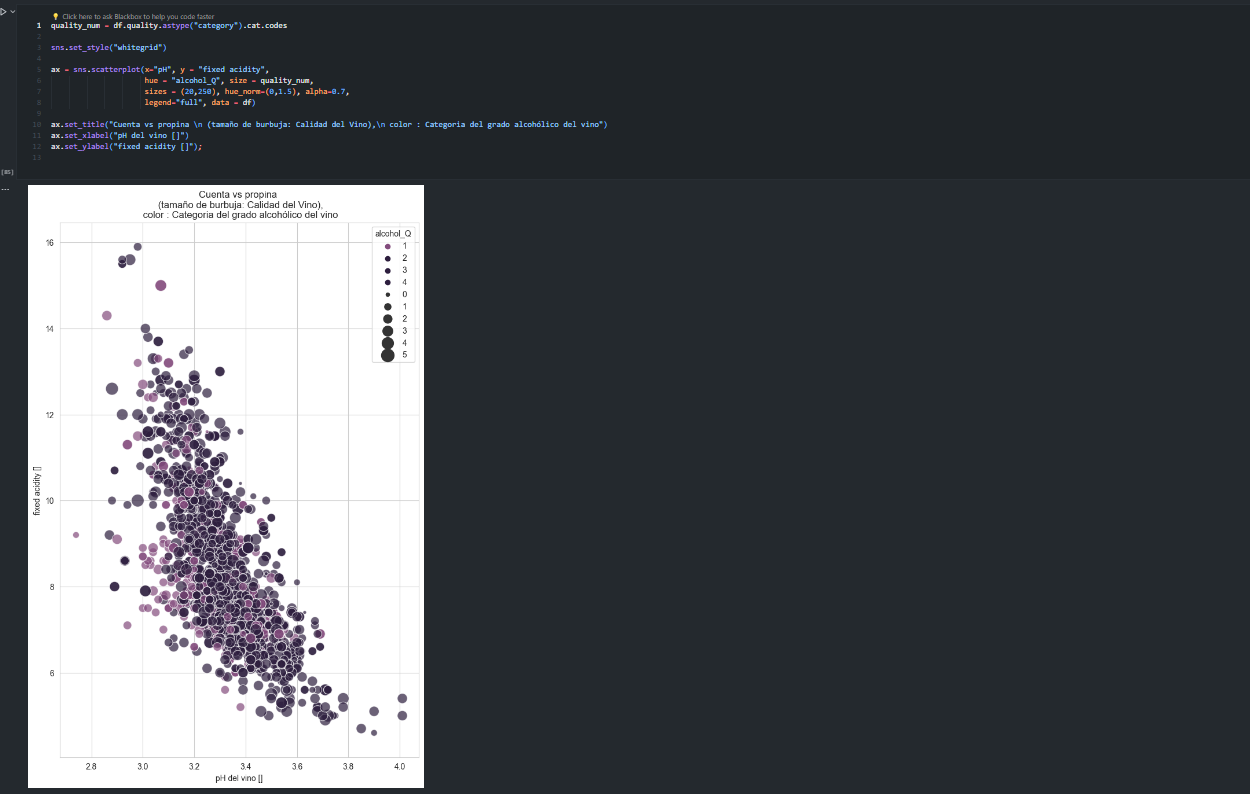 💡 Click here to ask Blackbox to help you code faster
1 quality_num = df.quality.astype("category").cat.codes
2
3 sns.set_style("whitegrid")
4
5 ax = sns.scatterplot(x="pH", y = "fixed acidity",
6 hue = "alcohol_Q", size = quality_num,
7 sizes = (20,250), hue_norm=(0,1.5), alpha=0.7,
8 legend="full", data = df)
9
10 ax.set_title("Cuenta vs propina \n (tamaño de burbuja: Calidad del Vino),\n color : Categoria del grado alcohólico del vino")
11 ax.set_xlabel("pH del vino []")
12 ax.set_ylabel("fixed acidity []");
13
[85]
...
Cuenta vs propina
(tamaño de burbuja: Calidad del Vino),
color : Categoria del grado alcohólico del vino
alcohol_Q
1
2
3
4
0
1
2
3
4
5
16
14
12
10
8
6
fixed acidity []
2.8 3.0 3.2 3.4 3.6 3.8 4.0
pH del vino []